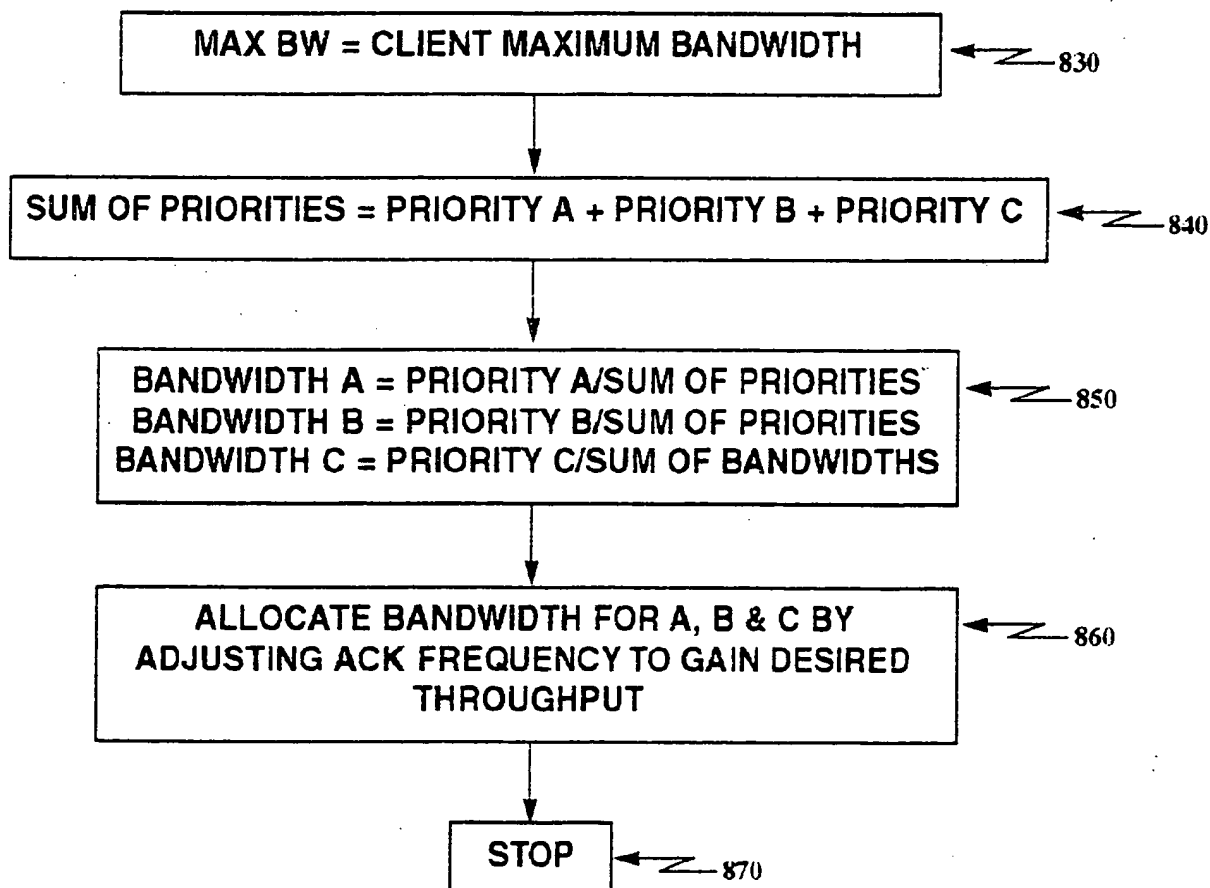 MAX BW = CLIENT MAXIMUM BANDWIDTH
830
SUM OF PRIORITIES = PRIORITY A + PRIORITY B + PRIORITY C
840
BANDWIDTH A = PRIORITY A/SUM OF PRIORITIES
BANDWIDTH B = PRIORITY B/SUM OF PRIORITIES
BANDWIDTH C = PRIORITY C/SUM OF BANDWIDTHS
850
ALLOCATE BANDWIDTH FOR A, B & C BY
ADJUSTING ACK FREQUENCY TO GAIN DESIRED
THROUGHPUT
860
STOP
870